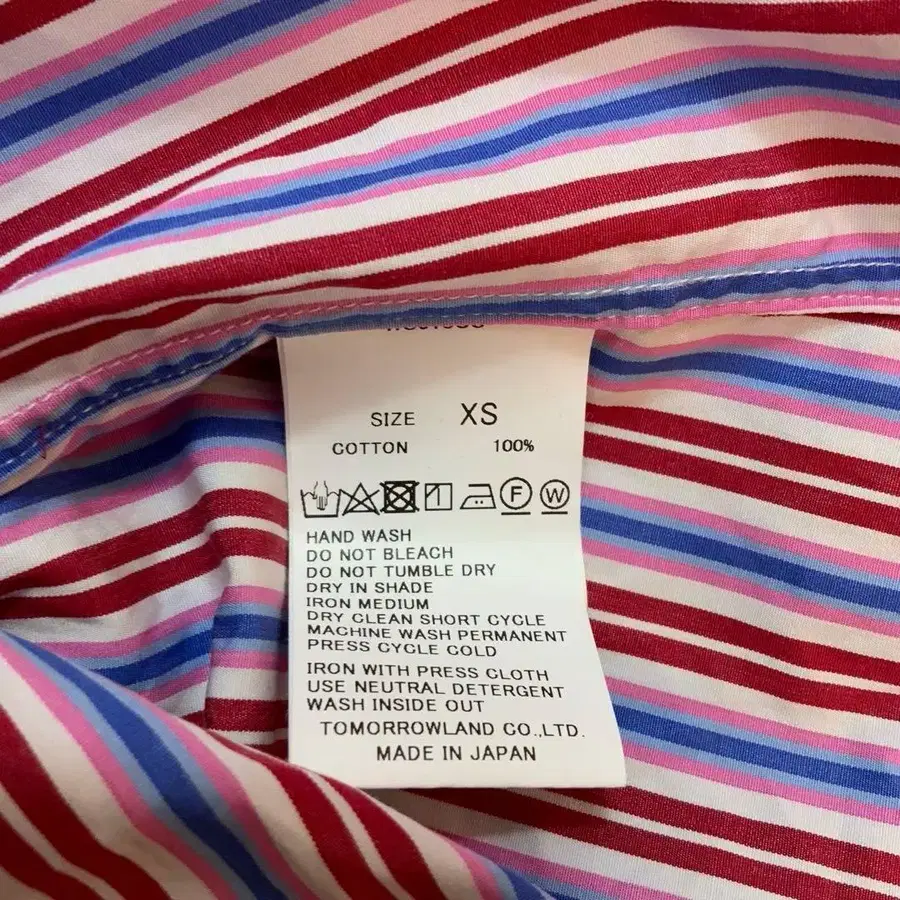 SIZE XS
COTTON 100%
F W
HAND WASH
DO NOT BLEACH
DO NOT TUMBLE DRY
DRY IN SHADE
IRON MEDIUM
DRY CLEAN SHORT CYCLE
MACHINE WASH PERMANENT
PRESS CYCLE COLD
IRON WITH PRESS CLOTH
USE NEUTRAL DETERGENT
WASH INSIDE OUT
TOMORROWLAND CO.,LTD.
MADE IN JAPAN